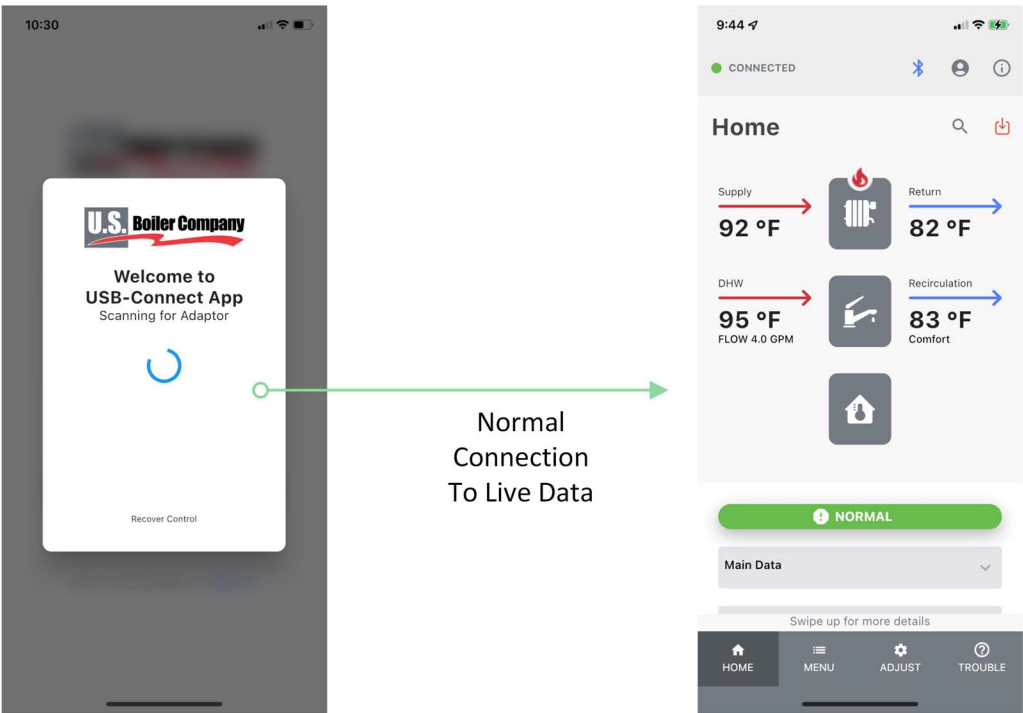 10:30
U.S. Boiler Company
Welcome to
USB-Connect App
Scanning for Adaptor
Recover Control
Normal
Connection
To Live Data
9:44
CONNECTED
Home
Supply
92 °F
Return
82 °F
DHW
95 °F
FLOW 4.0 GPM
Recirculation
83 °F
Comfort
NORMAL
Main Data
Swipe up for more details
HOME MENU ADJUST TROUBLE